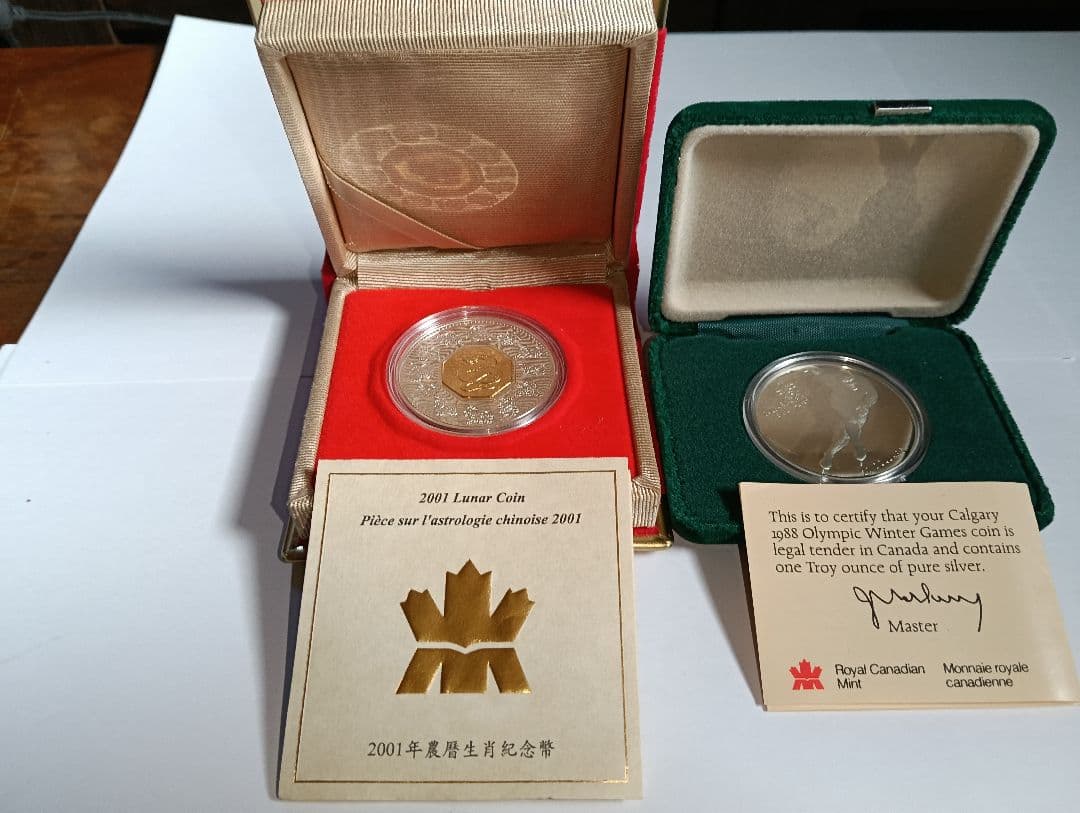 2001 Lunar Coin
Pièce sur l'astrologie chinoise 2001
2001年農曆生肖紀念幣
This is to certify that your Calgary
1988 Olympic Winter Games coin is
legal tender in Canada and contains
one Troy ounce of pure silver.
Master
Royal Canadian
Mint
Monnaie royale
canadienne